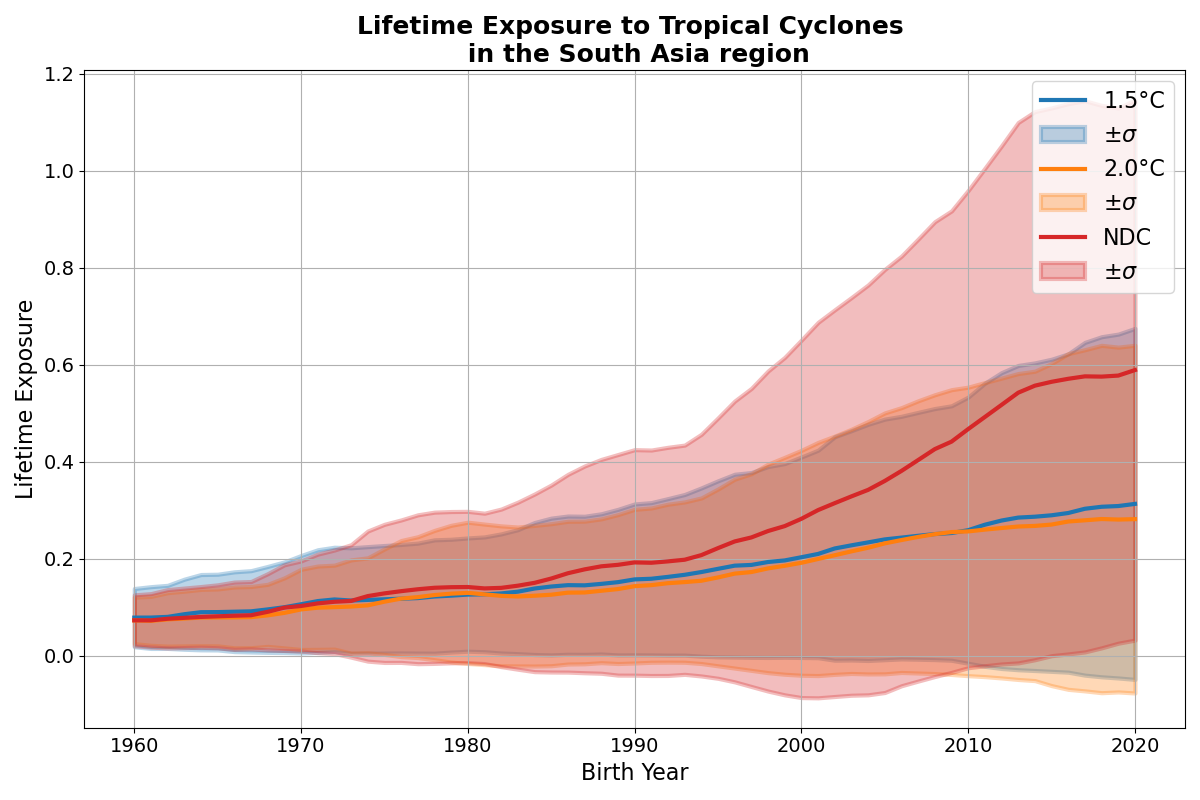 Lifetime Exposure to Tropical Cyclones
in the South Asia region
1.2
1.0
0.8
0.6
0.4
0.2
0.0
Lifetime Exposure
1.5°C
±σ
2.0°C
±σ
NDC
±σ
1960 1970 1980 1990 2000 2010 2020
Birth Year